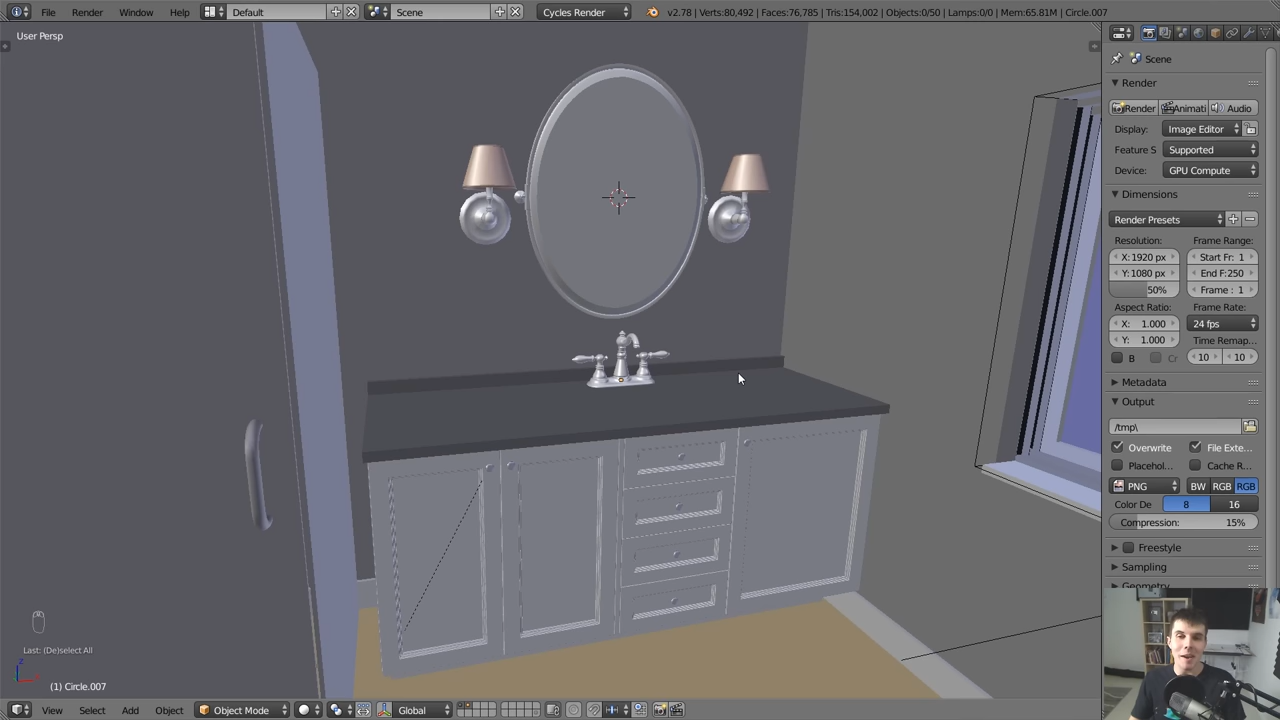 File Render Window Help Default Scene Cycles Render v2.78 | Verts:80,492 | Faces:76,785 | Tris:154,002 | Objects:0/50 | Lamps:0/0 | Mem:65.81M | Circle.007
User Persp
Scene
Render
Render Animati Audio
Display: Image Editor
Feature S Supported
Device: GPU Compute
Dimensions
Render Presets
Resolution: Frame Range:
X:1920 px Start Fr: 1
Y:1080 px End F:250
50% Frame : 1
Aspect Ratio: Frame Rate:
X: 1.000 24 fps
Y: 1.000 Time Remap...
B Cr 10 10
Metadata
Output
/tmp\
Overwrite File Exte...
Placehol... Cache R...
PNG BW RGB RGB
Color De 8 16
Compression: 15%
Freestyle
Sampling
Geometry
Last: (De)select All
z
(1) Circle.007
View Select Add Object Object Mode Global